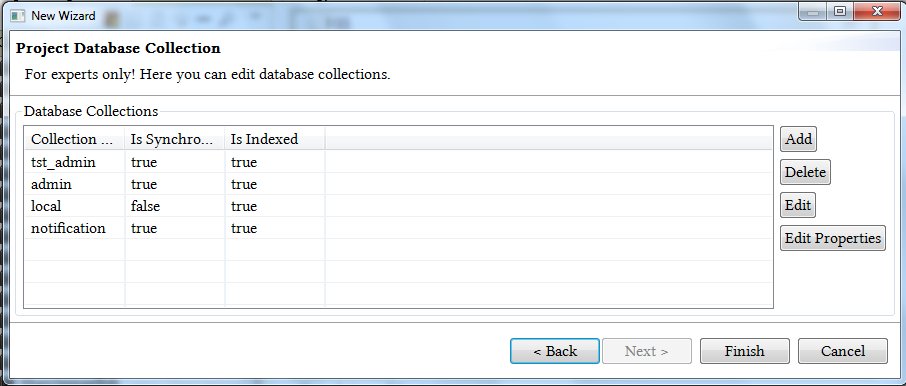 New Wizard
Project Database Collection
For experts only! Here you can edit database collections.
Database Collections
Collection ... Is Synchro... Is Indexed
tst_admin true true
admin true true
local false true
notification true true
Add
Delete
Edit
Edit Properties
< Back Next > Finish Cancel